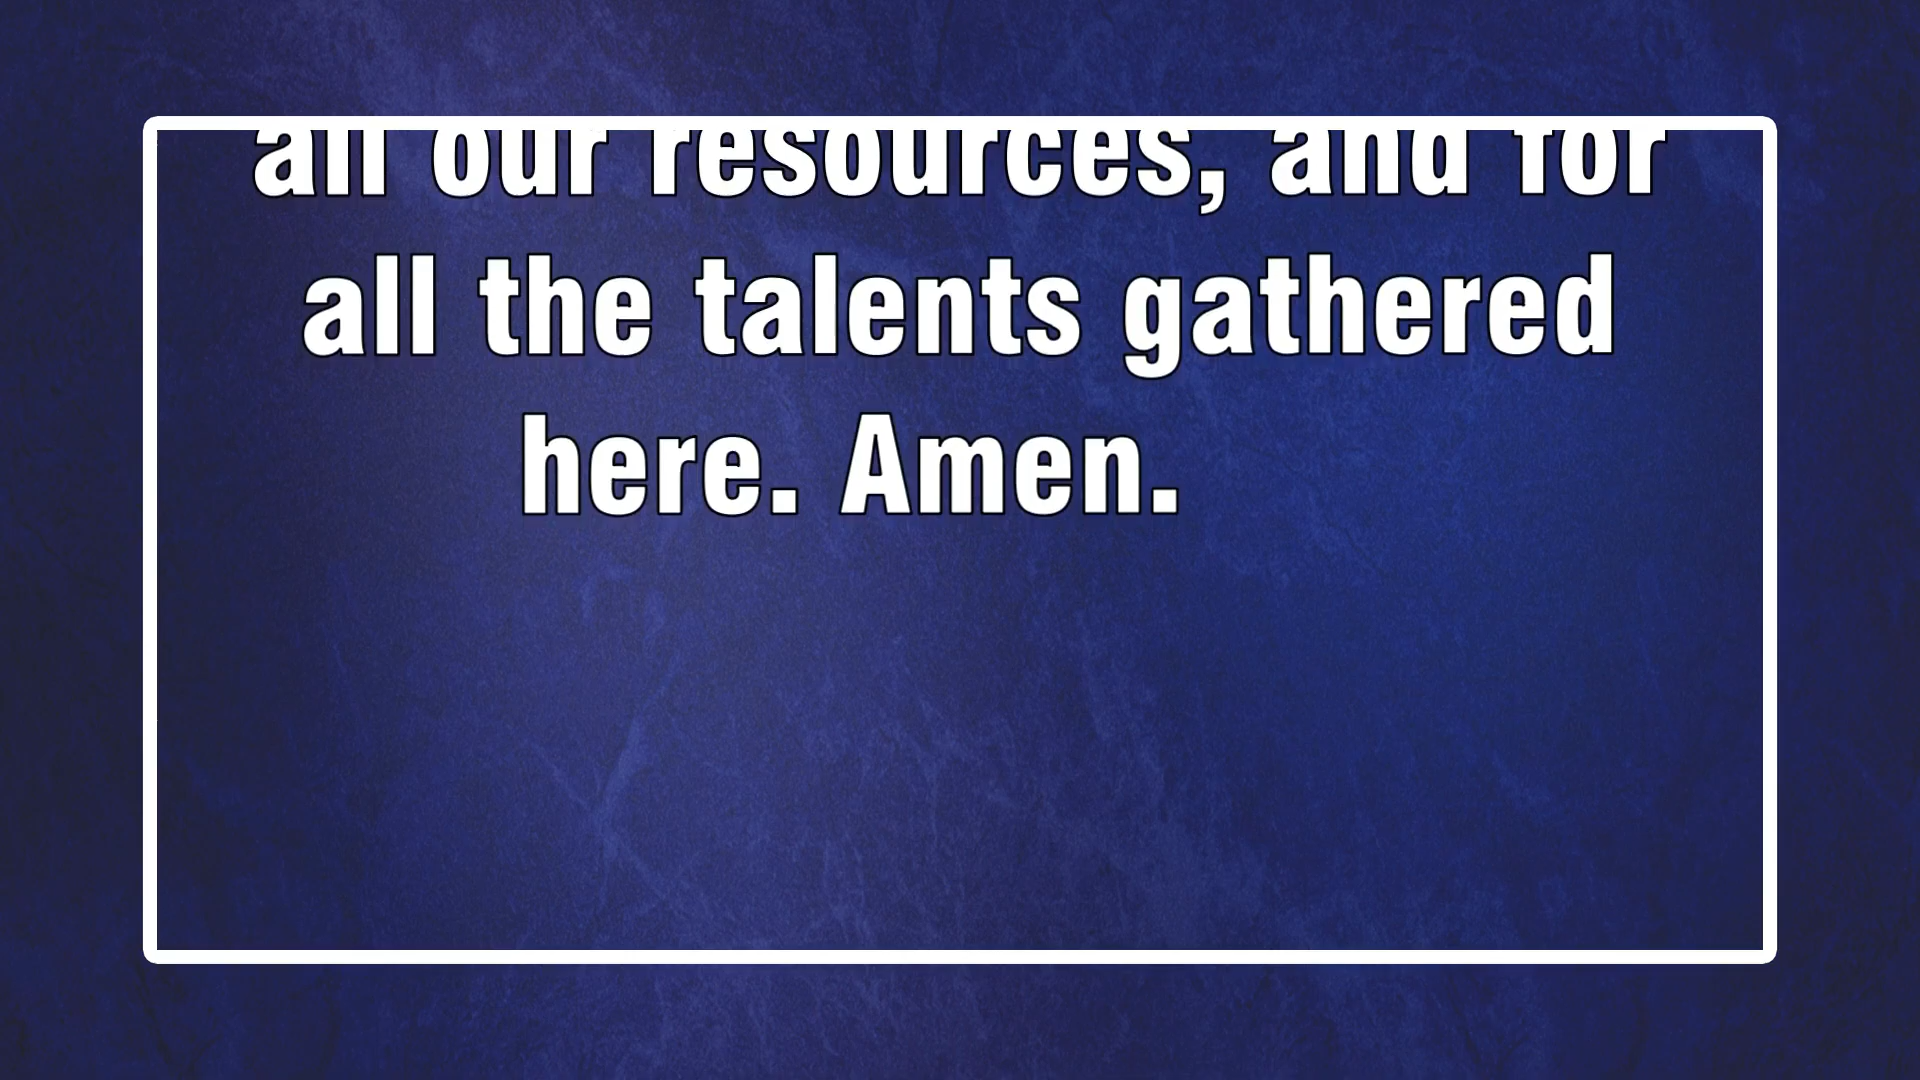 all our resources, and for
all the talents gathered
here. Amen.